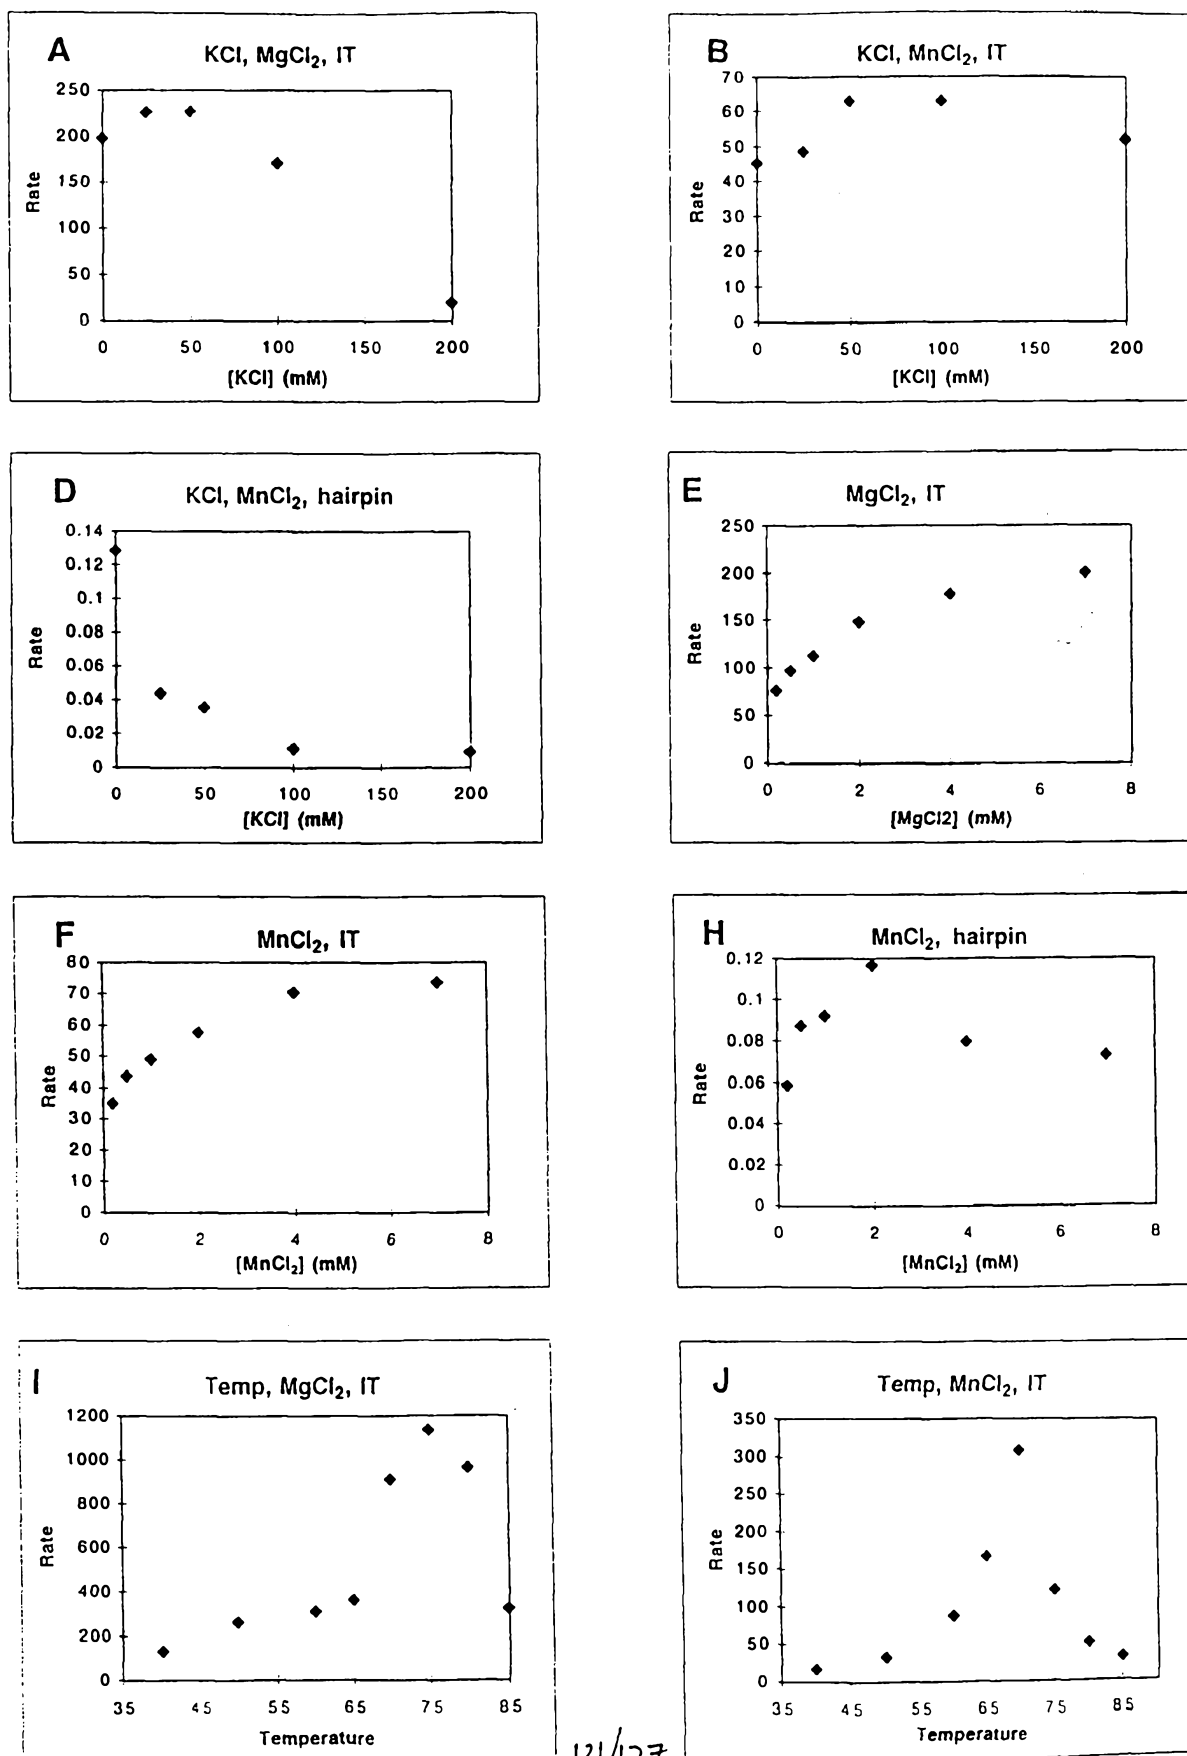 A
KCl, MgCl₂, IT
250
200
150
100
50
0
Rate
0 50 100 150 200
[KCl] (mM)
B
KCl, MnCl₂, IT
70
60
50
40
30
20
10
0
Rate
0 50 100 150 200
[KCl] (mM)
D
KCl, MnCl₂, hairpin
0.14
0.12
0.1
0.08
0.06
0.04
0.02
0
Rate
0 50 100 150 200
[KCl] (mM)
E
MgCl₂, IT
250
200
150
100
50
0
Rate
0 2 4 6 8
[MgCl2] (mM)
F
MnCl₂, IT
80
70
60
50
40
30
20
10
0
Rate
0 2 4 6 8
[MnCl₂] (mM)
H
MnCl₂, hairpin
0.12
0.1
0.08
0.06
0.04
0.02
0
Rate
0 2 4 6 8
[MnCl₂] (mM)
I
Temp, MgCl₂, IT
1200
1000
800
600
400
200
0
Rate
35 45 55 65 75 85
Temperature
J
Temp, MnCl₂, IT
350
300
250
200
150
100
50
0
Rate
35 45 55 65 75 85
Temperature
121/127